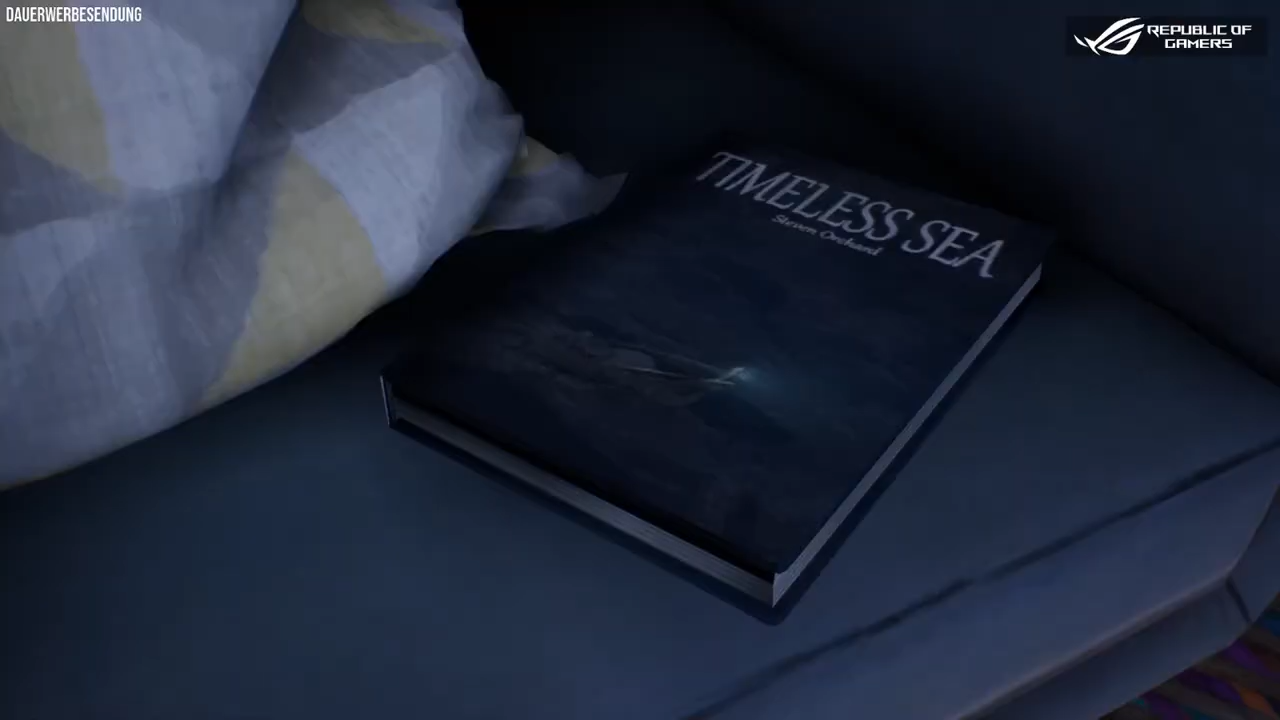 DAUERWERBESENDUNG
REPUBLIC OF
GAMERS
TIMELESS SEA
Steven Orchard